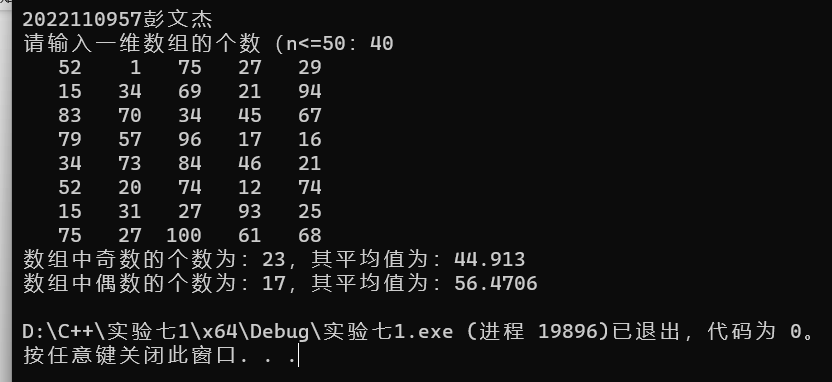 2022110957彭文杰
请输入一维数组的个数（n<=50：40
52 1 75 27 29
15 34 69 21 94
83 70 34 45 67
79 57 96 17 16
34 73 84 46 21
52 20 74 12 74
15 31 27 93 25
75 27 100 61 68
数组中奇数的个数为：23，其平均值为：44.913
数组中偶数的个数为：17，其平均值为：56.4706
D:\C++\实验七1\x64\Debug\实验七1.exe (进程 19896)已退出，代码为 0。
按任意键关闭此窗口. . .